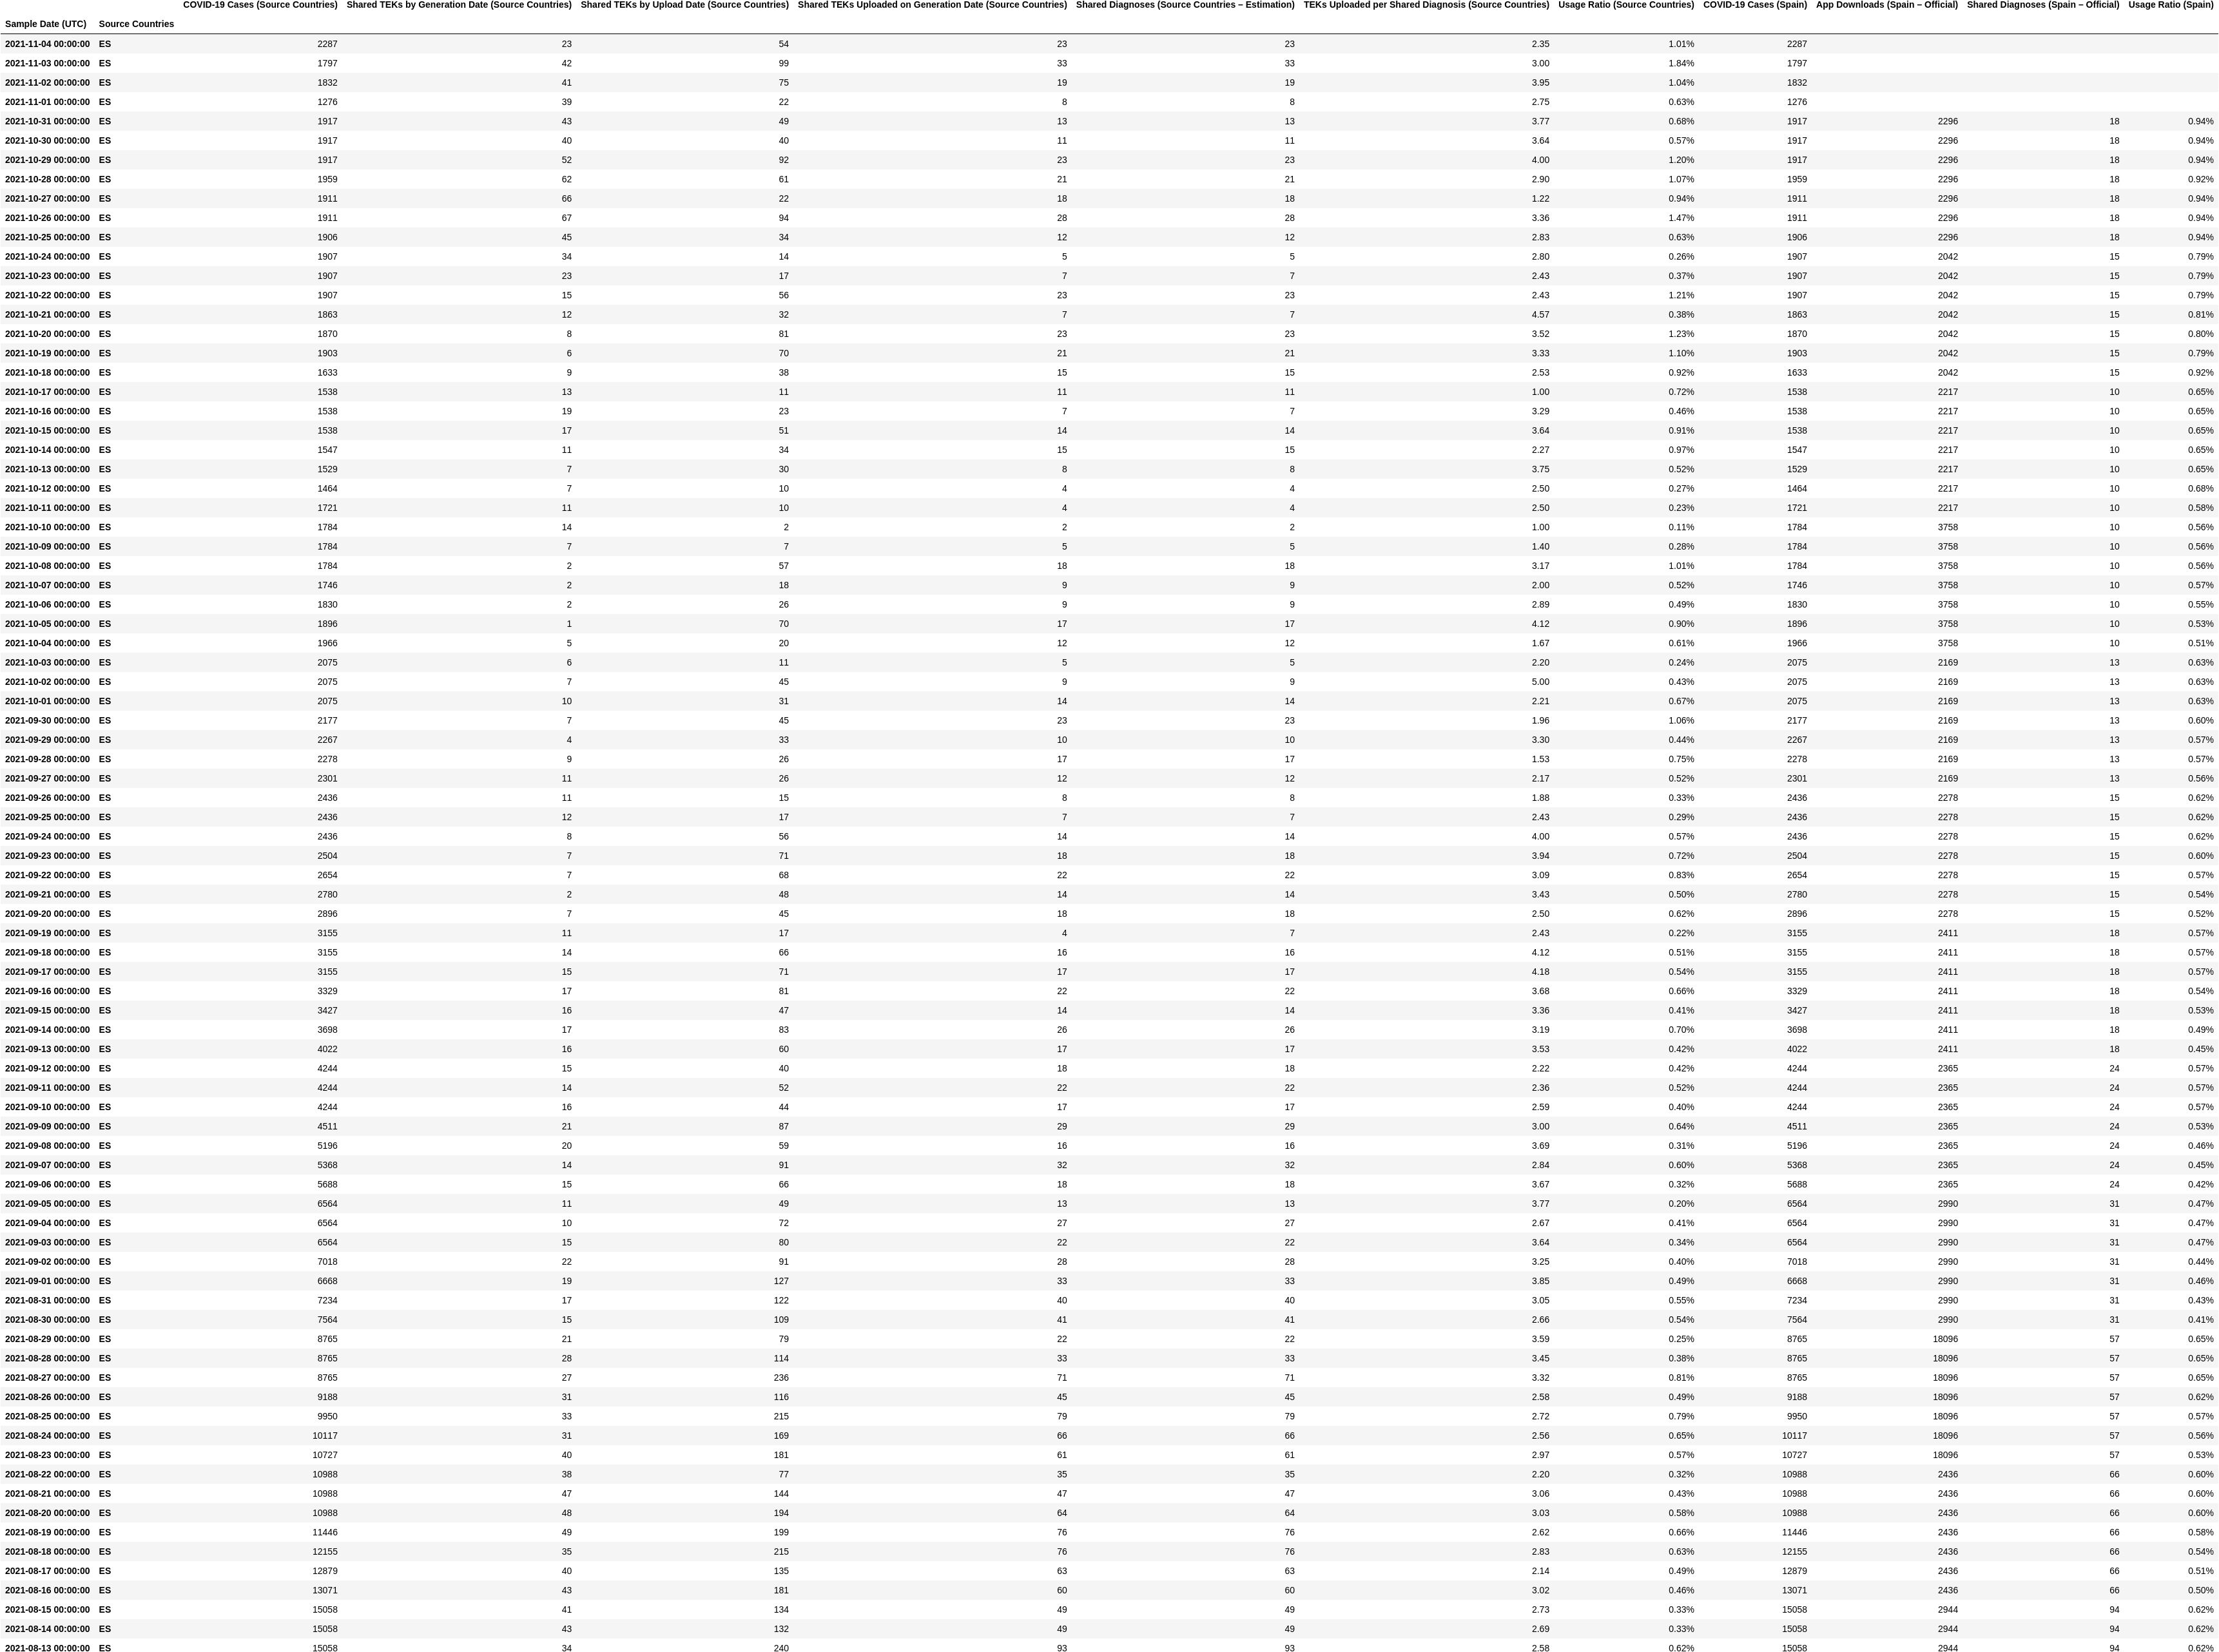 COVID-19 Cases (Source Countries) Shared TEKs by Generation Date (Source Countries) Shared TEKs by Upload Date (Source Countries) Shared TEKs Uploaded on Generation Date (Source Countries) Shared Diagnoses (Source Countries – Estimation) TEKs Uploaded per Shared Diagnosis (Source Countries) Usage Ratio (Source Countries) COVID-19 Cases (Spain) App Downloads (Spain – Official) Shared Diagnoses (Spain – Official) Usage Ratio (Spain)
Sample Date (UTC) Source Countries
2021-11-04 00:00:00 ES 2287 23 54 23 23 2.35 1.01% 2287
2021-11-03 00:00:00 ES 1797 42 99 33 33 3.00 1.84% 1797
2021-11-02 00:00:00 ES 1832 41 75 19 19 3.95 1.04% 1832
2021-11-01 00:00:00 ES 1276 39 22 8 8 2.75 0.63% 1276
2021-10-31 00:00:00 ES 1917 43 49 13 13 3.77 0.68% 1917 2296 18 0.94%
2021-10-30 00:00:00 ES 1917 40 40 11 11 3.64 0.57% 1917 2296 18 0.94%
2021-10-29 00:00:00 ES 1917 52 92 23 23 4.00 1.20% 1917 2296 18 0.94%
2021-10-28 00:00:00 ES 1959 62 61 21 21 2.90 1.07% 1959 2296 18 0.92%
2021-10-27 00:00:00 ES 1911 66 22 18 18 1.22 0.94% 1911 2296 18 0.94%
2021-10-26 00:00:00 ES 1911 67 94 28 28 3.36 1.47% 1911 2296 18 0.94%
2021-10-25 00:00:00 ES 1906 45 34 12 12 2.83 0.63% 1906 2296 18 0.94%
2021-10-24 00:00:00 ES 1907 34 14 5 5 2.80 0.26% 1907 2042 15 0.79%
2021-10-23 00:00:00 ES 1907 23 17 7 7 2.43 0.37% 1907 2042 15 0.79%
2021-10-22 00:00:00 ES 1907 15 56 23 23 2.43 1.21% 1907 2042 15 0.79%
2021-10-21 00:00:00 ES 1863 12 32 7 7 4.57 0.38% 1863 2042 15 0.81%
2021-10-20 00:00:00 ES 1870 8 81 23 23 3.52 1.23% 1870 2042 15 0.80%
2021-10-19 00:00:00 ES 1903 6 70 21 21 3.33 1.10% 1903 2042 15 0.79%
2021-10-18 00:00:00 ES 1633 9 38 15 15 2.53 0.92% 1633 2042 15 0.92%
2021-10-17 00:00:00 ES 1538 13 11 11 11 1.00 0.72% 1538 2217 10 0.65%
2021-10-16 00:00:00 ES 1538 19 23 7 7 3.29 0.46% 1538 2217 10 0.65%
2021-10-15 00:00:00 ES 1538 17 51 14 14 3.64 0.91% 1538 2217 10 0.65%
2021-10-14 00:00:00 ES 1547 11 34 15 15 2.27 0.97% 1547 2217 10 0.65%
2021-10-13 00:00:00 ES 1529 7 30 8 8 3.75 0.52% 1529 2217 10 0.65%
2021-10-12 00:00:00 ES 1464 7 10 4 4 2.50 0.27% 1464 2217 10 0.68%
2021-10-11 00:00:00 ES 1721 11 10 4 4 2.50 0.23% 1721 2217 10 0.58%
2021-10-10 00:00:00 ES 1784 14 2 2 2 1.00 0.11% 1784 3758 10 0.56%
2021-10-09 00:00:00 ES 1784 7 7 5 5 1.40 0.28% 1784 3758 10 0.56%
2021-10-08 00:00:00 ES 1784 2 57 18 18 3.17 1.01% 1784 3758 10 0.56%
2021-10-07 00:00:00 ES 1746 2 18 9 9 2.00 0.52% 1746 3758 10 0.57%
2021-10-06 00:00:00 ES 1830 2 26 9 9 2.89 0.49% 1830 3758 10 0.55%
2021-10-05 00:00:00 ES 1896 1 70 17 17 4.12 0.90% 1896 3758 10 0.53%
2021-10-04 00:00:00 ES 1966 5 20 12 12 1.67 0.61% 1966 3758 10 0.51%
2021-10-03 00:00:00 ES 2075 6 11 5 5 2.20 0.24% 2075 2169 13 0.63%
2021-10-02 00:00:00 ES 2075 7 45 9 9 5.00 0.43% 2075 2169 13 0.63%
2021-10-01 00:00:00 ES 2075 10 31 14 14 2.21 0.67% 2075 2169 13 0.63%
2021-09-30 00:00:00 ES 2177 7 45 23 23 1.96 1.06% 2177 2169 13 0.60%
2021-09-29 00:00:00 ES 2267 4 33 10 10 3.30 0.44% 2267 2169 13 0.57%
2021-09-28 00:00:00 ES 2278 9 26 17 17 1.53 0.75% 2278 2169 13 0.57%
2021-09-27 00:00:00 ES 2301 11 26 12 12 2.17 0.52% 2301 2169 13 0.56%
2021-09-26 00:00:00 ES 2436 11 15 8 8 1.88 0.33% 2436 2278 15 0.62%
2021-09-25 00:00:00 ES 2436 12 17 7 7 2.43 0.29% 2436 2278 15 0.62%
2021-09-24 00:00:00 ES 2436 8 56 14 14 4.00 0.57% 2436 2278 15 0.62%
2021-09-23 00:00:00 ES 2504 7 71 18 18 3.94 0.72% 2504 2278 15 0.60%
2021-09-22 00:00:00 ES 2654 7 68 22 22 3.09 0.83% 2654 2278 15 0.57%
2021-09-21 00:00:00 ES 2780 2 48 14 14 3.43 0.50% 2780 2278 15 0.54%
2021-09-20 00:00:00 ES 2896 7 45 18 18 2.50 0.62% 2896 2278 15 0.52%
2021-09-19 00:00:00 ES 3155 11 17 4 7 2.43 0.22% 3155 2411 18 0.57%
2021-09-18 00:00:00 ES 3155 14 66 16 16 4.12 0.51% 3155 2411 18 0.57%
2021-09-17 00:00:00 ES 3155 15 71 17 17 4.18 0.54% 3155 2411 18 0.57%
2021-09-16 00:00:00 ES 3329 17 81 22 22 3.68 0.66% 3329 2411 18 0.54%
2021-09-15 00:00:00 ES 3427 16 47 14 14 3.36 0.41% 3427 2411 18 0.53%
2021-09-14 00:00:00 ES 3698 17 83 26 26 3.19 0.70% 3698 2411 18 0.49%
2021-09-13 00:00:00 ES 4022 16 60 17 17 3.53 0.42% 4022 2411 18 0.45%
2021-09-12 00:00:00 ES 4244 15 40 18 18 2.22 0.42% 4244 2365 24 0.57%
2021-09-11 00:00:00 ES 4244 14 52 22 22 2.36 0.52% 4244 2365 24 0.57%
2021-09-10 00:00:00 ES 4244 16 44 17 17 2.59 0.40% 4244 2365 24 0.57%
2021-09-09 00:00:00 ES 4511 21 87 29 29 3.00 0.64% 4511 2365 24 0.53%
2021-09-08 00:00:00 ES 5196 20 59 16 16 3.69 0.31% 5196 2365 24 0.46%
2021-09-07 00:00:00 ES 5368 14 91 32 32 2.84 0.60% 5368 2365 24 0.45%
2021-09-06 00:00:00 ES 5688 15 66 18 18 3.67 0.32% 5688 2365 24 0.42%
2021-09-05 00:00:00 ES 6564 11 49 13 13 3.77 0.20% 6564 2990 31 0.47%
2021-09-04 00:00:00 ES 6564 10 72 27 27 2.67 0.41% 6564 2990 31 0.47%
2021-09-03 00:00:00 ES 6564 15 80 22 22 3.64 0.34% 6564 2990 31 0.47%
2021-09-02 00:00:00 ES 7018 22 91 28 28 3.25 0.40% 7018 2990 31 0.44%
2021-09-01 00:00:00 ES 6668 19 127 33 33 3.85 0.49% 6668 2990 31 0.46%
2021-08-31 00:00:00 ES 7234 17 122 40 40 3.05 0.55% 7234 2990 31 0.43%
2021-08-30 00:00:00 ES 7564 15 109 41 41 2.66 0.54% 7564 2990 31 0.41%
2021-08-29 00:00:00 ES 8765 21 79 22 22 3.59 0.25% 8765 18096 57 0.65%
2021-08-28 00:00:00 ES 8765 28 114 33 33 3.45 0.38% 8765 18096 57 0.65%
2021-08-27 00:00:00 ES 8765 27 236 71 71 3.32 0.81% 8765 18096 57 0.65%
2021-08-26 00:00:00 ES 9188 31 116 45 45 2.58 0.49% 9188 18096 57 0.62%
2021-08-25 00:00:00 ES 9950 33 215 79 79 2.72 0.79% 9950 18096 57 0.57%
2021-08-24 00:00:00 ES 10117 31 169 66 66 2.56 0.65% 10117 18096 57 0.56%
2021-08-23 00:00:00 ES 10727 40 181 61 61 2.97 0.57% 10727 18096 57 0.53%
2021-08-22 00:00:00 ES 10988 38 77 35 35 2.20 0.32% 10988 2436 66 0.60%
2021-08-21 00:00:00 ES 10988 47 144 47 47 3.06 0.43% 10988 2436 66 0.60%
2021-08-20 00:00:00 ES 10988 48 194 64 64 3.03 0.58% 10988 2436 66 0.60%
2021-08-19 00:00:00 ES 11446 49 199 76 76 2.62 0.66% 11446 2436 66 0.58%
2021-08-18 00:00:00 ES 12155 35 215 76 76 2.83 0.63% 12155 2436 66 0.54%
2021-08-17 00:00:00 ES 12879 40 135 63 63 2.14 0.49% 12879 2436 66 0.51%
2021-08-16 00:00:00 ES 13071 43 181 60 60 3.02 0.46% 13071 2436 66 0.50%
2021-08-15 00:00:00 ES 15058 41 134 49 49 2.73 0.33% 15058 2944 94 0.62%
2021-08-14 00:00:00 ES 15058 43 132 49 49 2.69 0.33% 15058 2944 94 0.62%
2021-08-13 00:00:00 ES 15058 34 240 93 93 2.58 0.62% 15058 2944 94 0.62%